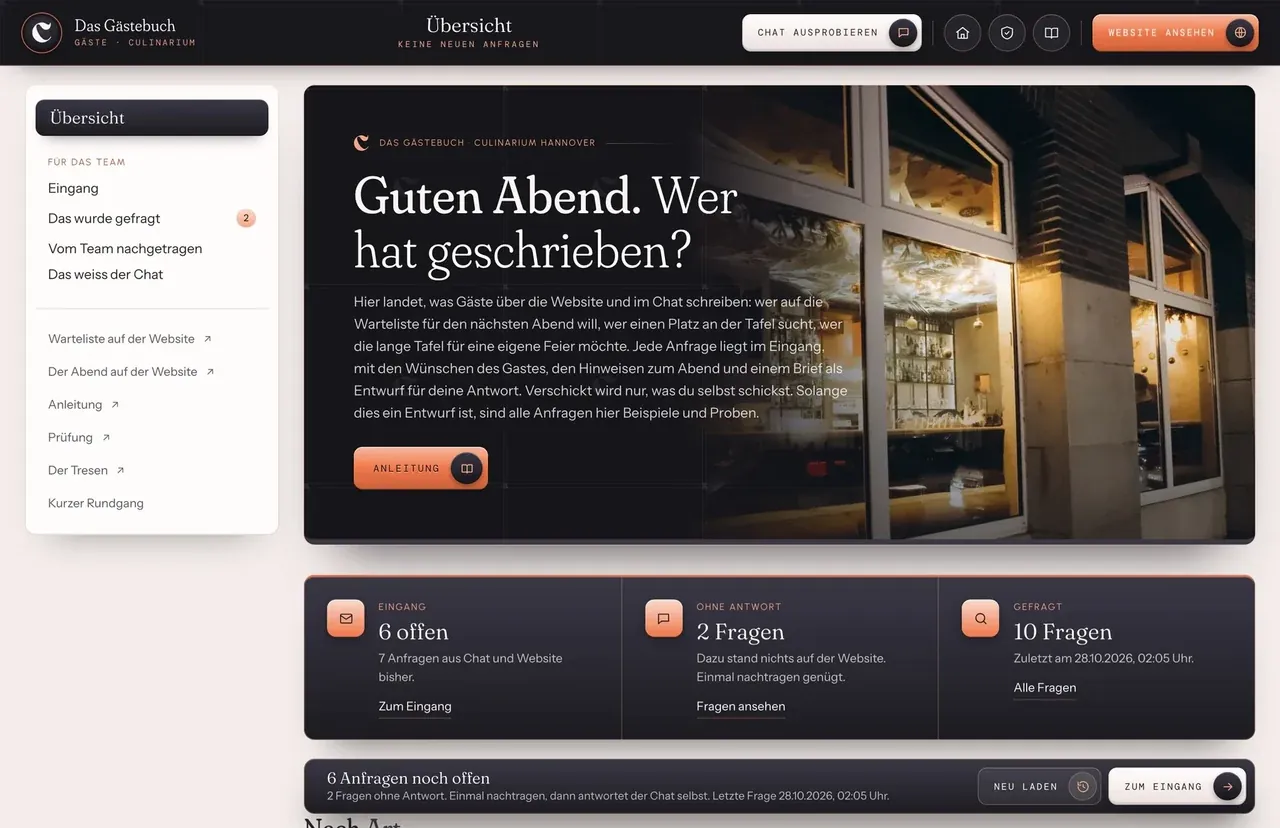 Das Gästebuch
GÄSTE · CULINARIUM
Übersicht
KEINE NEUEN ANFRAGEN
CHAT AUSPROBIEREN
WEBSITE ANSEHEN
Übersicht
FÜR DAS TEAM
Eingang
Das wurde gefragt
2
Vom Team nachgetragen
Das weiss der Chat
Warteliste auf der Website
Der Abend auf der Website
Anleitung
Prüfung
Der Tresen
Kurzer Rundgang
DAS GÄSTEBUCH CULINARIUM HANNOVER
Guten Abend. Wer
hat geschrieben?
Hier landet, was Gäste über die Website und im Chat schreiben: wer auf die
Warteliste für den nächsten Abend will, wer einen Platz an der Tafel sucht, wer
die lange Tafel für eine eigene Feier möchte. Jede Anfrage liegt im Eingang,
mit den Wünschen des Gastes, den Hinweisen zum Abend und einem Brief als
Entwurf für deine Antwort. Verschickt wird nur, was du selbst schickst. Solange
dies ein Entwurf ist, sind alle Anfragen hier Beispiele und Proben.
ANLEITUNG
EINGANG
6 offen
7 Anfragen aus Chat und Website
bisher.
Zum Eingang
OHNE ANTWORT
2 Fragen
Dazu stand nichts auf der Website.
Einmal nachtragen genügt.
Fragen ansehen
GEFRAGT
10 Fragen
Zuletzt am 28.10.2026, 02:05 Uhr.
Alle Fragen
6 Anfragen noch offen
2 Fragen ohne Antwort. Einmal nachtragen, dann antwortet der Chat selbst. Letzte Frage 28.10.2026, 02:05 Uhr.
NEU LADEN
ZUM EINGANG
Nach Art